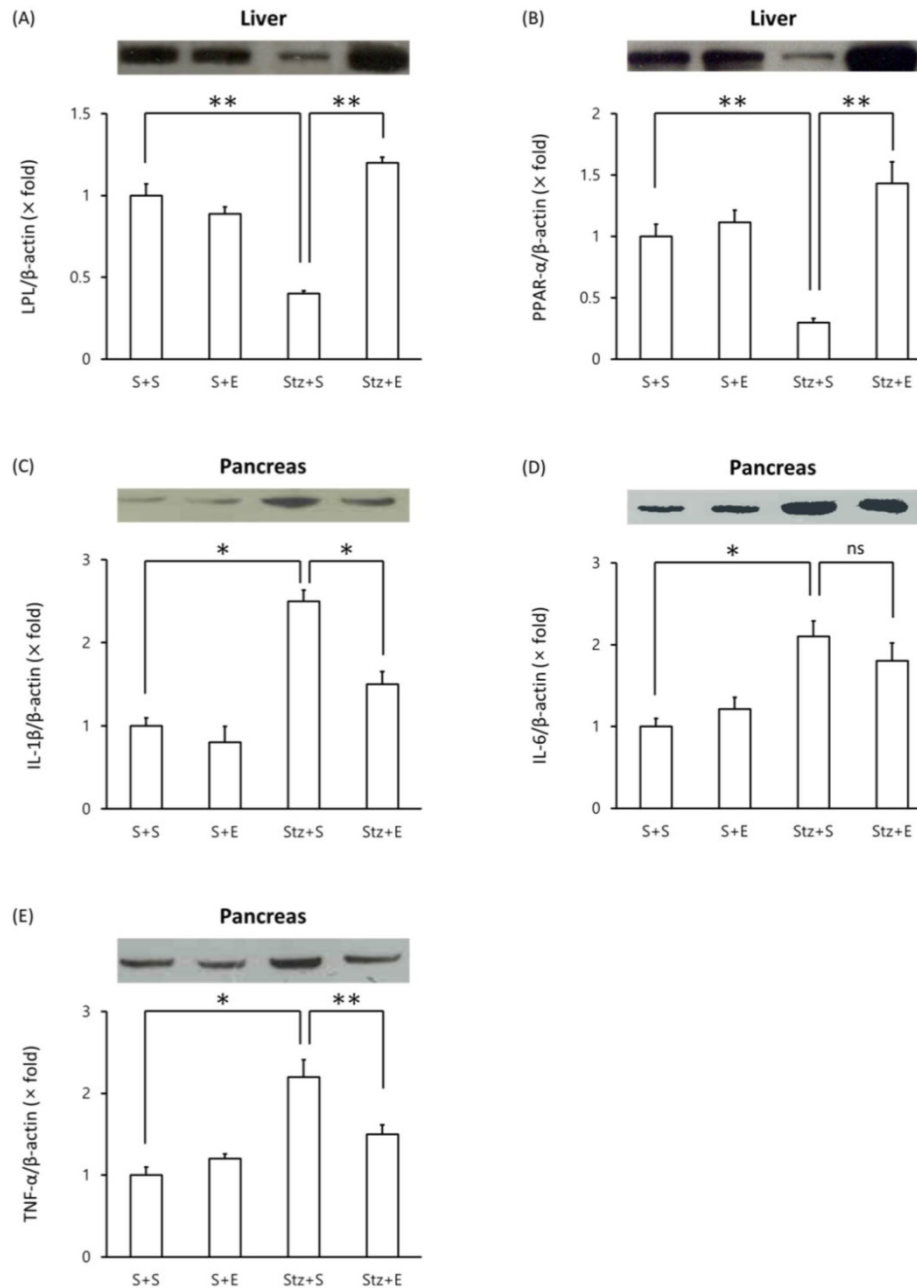 (A)
Liver
** **
LPL/β-actin (× fold)
1.5
1
0.5
0
S+S S+E Stz+S Stz+E
(B)
Liver
** **
PPAR-α/β-actin (× fold)
2
1.5
1
0.5
0
S+S S+E Stz+S Stz+E
(C)
Pancreas
* *
IL-1β/β-actin (× fold)
3
2
1
0
S+S S+E Stz+S Stz+E
(D)
Pancreas
* ns
IL-6/β-actin (× fold)
3
2
1
0
S+S S+E Stz+S Stz+E
(E)
Pancreas
* **
TNF-α/β-actin (× fold)
3
2
1
0
S+S S+E Stz+S Stz+E